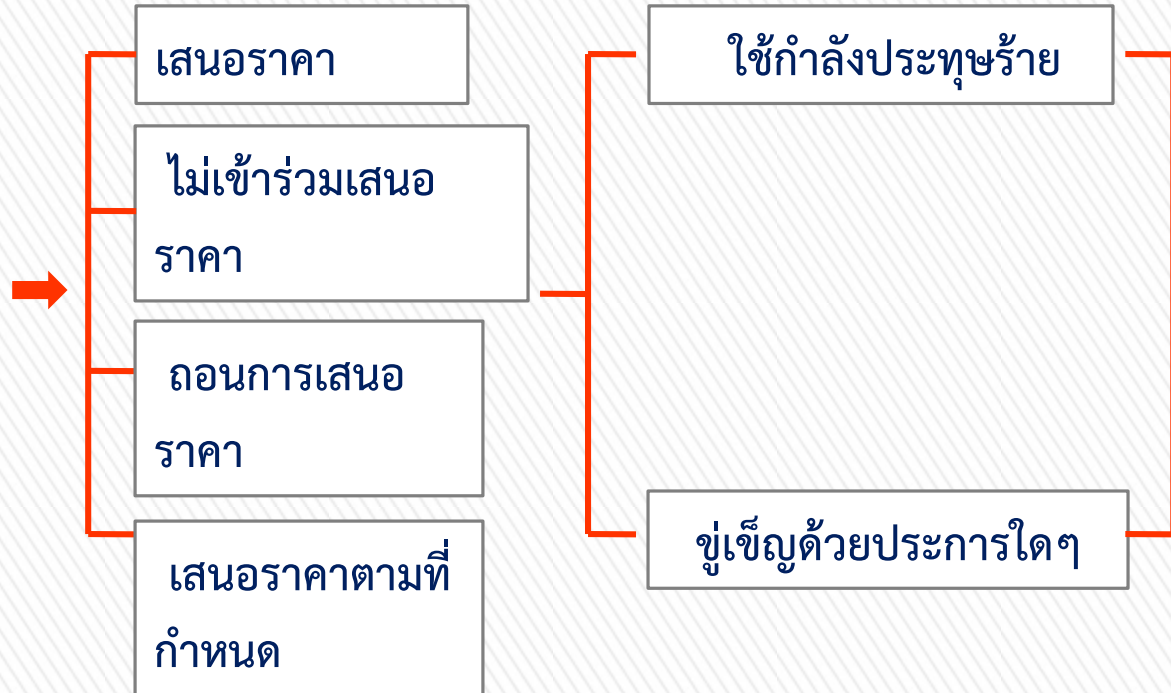 เสนอราคา
ไม่เข้าร่วมเสนอ
ราคา
ถอนการเสนอ
ราคา
เสนอราคาตามที่
กำหนด
ใช้กำลังประทุษร้าย
ขู่เข็ญด้วยประการใดๆ